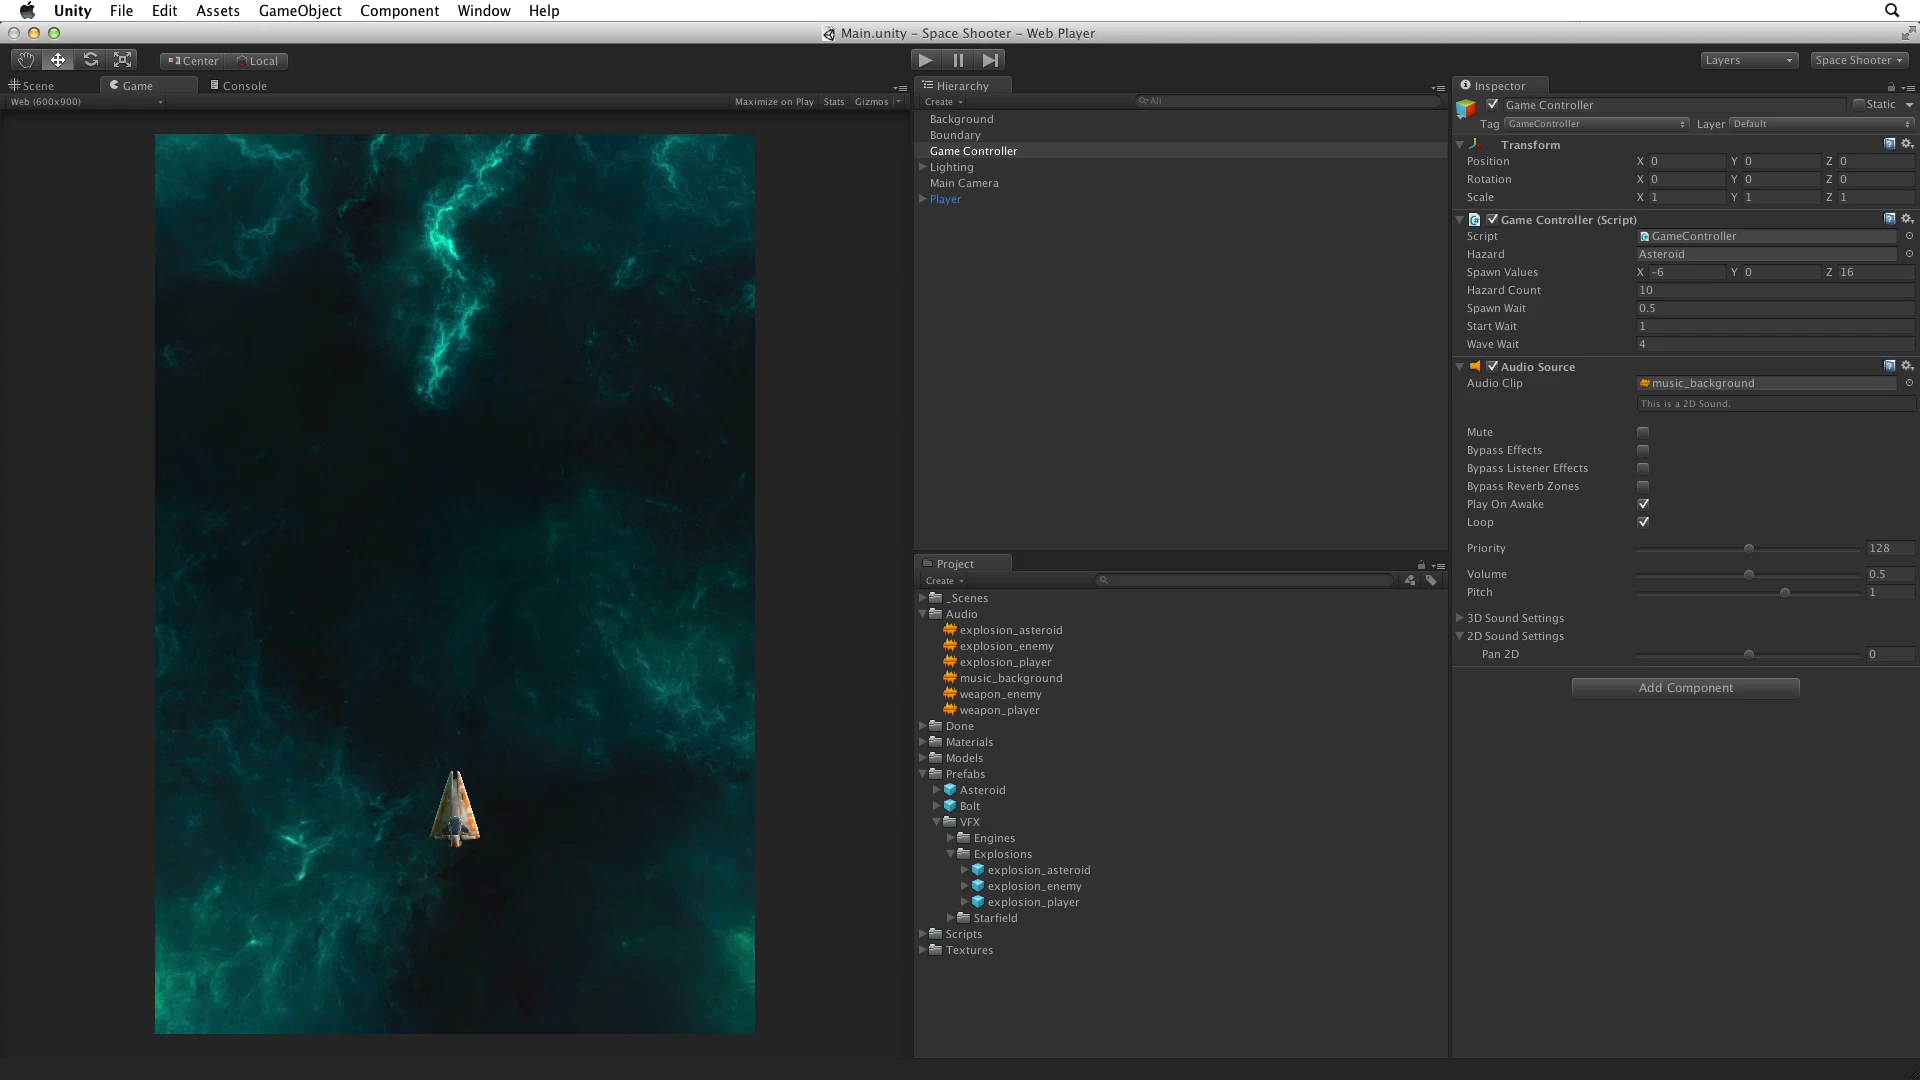 Unity File Edit Assets GameObject Component Window Help
Main.unity – Space Shooter – Web Player
Center Local
Layers Space Shooter
Scene Game Console
Web (600x900) Maximize on Play Stats Gizmos
Hierarchy
Create All
Background
Boundary
Game Controller
Lighting
Main Camera
Player
Project
Create
_Scenes
Audio
explosion_asteroid
explosion_enemy
explosion_player
music_background
weapon_enemy
weapon_player
Done
Materials
Models
Prefabs
Asteroid
Bolt
VFX
Engines
Explosions
explosion_asteroid
explosion_enemy
explosion_player
Starfield
Scripts
Textures
Inspector
Game Controller Static
Tag GameController Layer Default
Transform
Position X 0 Y 0 Z 0
Rotation X 0 Y 0 Z 0
Scale X 1 Y 1 Z 1
Game Controller (Script)
Script GameController
Hazard Asteroid
Spawn Values X -6 Y 0 Z 16
Hazard Count 10
Spawn Wait 0.5
Start Wait 1
Wave Wait 4
Audio Source
Audio Clip music_background
This is a 2D Sound.
Mute
Bypass Effects
Bypass Listener Effects
Bypass Reverb Zones
Play On Awake
Loop
Priority 128
Volume 0.5
Pitch 1
3D Sound Settings
2D Sound Settings
Pan 2D 0
Add Component